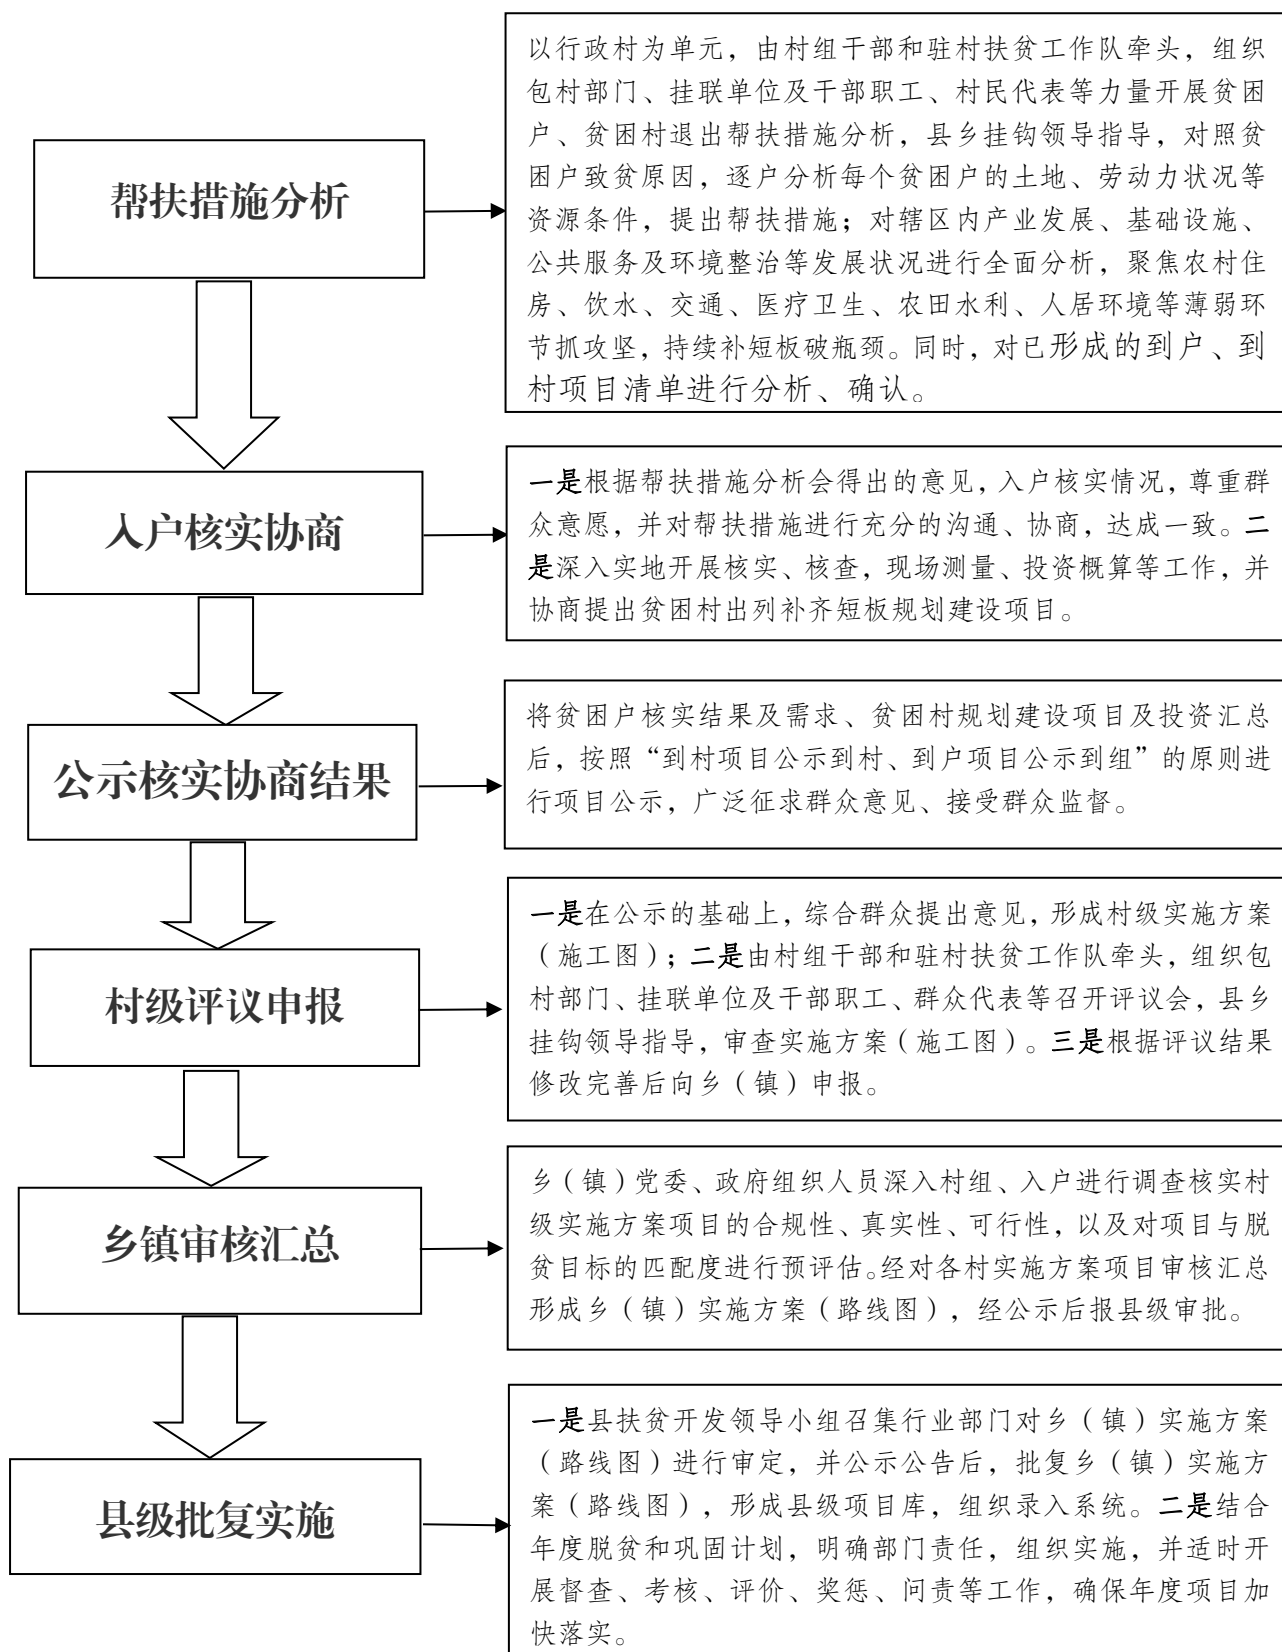 帮扶措施分析
以行政村为单元，由村组干部和驻村扶贫工作队牵头，组织
包村部门、挂联单位及干部职工、村民代表等力量开展贫困
户、贫困村退出帮扶措施分析，县乡挂钩领导指导，对照贫
困户致贫原因，逐户分析每个贫困户的土地、劳动力状况等
资源条件，提出帮扶措施；对辖区内产业发展、基础设施、
公共服务及环境整治等发展状况进行全面分析，聚焦农村住
房、饮水、交通、医疗卫生、农田水利、人居环境等薄弱环
节抓攻坚，持续补短板破瓶颈。同时，对已形成的到户、到
村项目清单进行分析、确认。
入户核实协商
一是根据帮扶措施分析会得出的意见，入户核实情况，尊重群
众意愿，并对帮扶措施进行充分的沟通、协商，达成一致。二
是深入实地开展核实、核查，现场测量、投资概算等工作，并
协商提出贫困村出列补齐短板规划建设项目。
公示核实协商结果
将贫困户核实结果及需求、贫困村规划建设项目及投资汇总
后，按照“到村项目公示到村、到户项目公示到组”的原则进
行项目公示，广泛征求群众意见、接受群众监督。
村级评议申报
一是在公示的基础上，综合群众提出意见，形成村级实施方案
（施工图）；二是由村组干部和驻村扶贫工作队牵头，组织包
村部门、挂联单位及干部职工、群众代表等召开评议会，县乡
挂钩领导指导，审查实施方案（施工图）。三是根据评议结果
修改完善后向乡（镇）申报。
乡镇审核汇总
乡（镇）党委、政府组织人员深入村组、入户进行调查核实村
级实施方案项目的合规性、真实性、可行性，以及对项目与脱
贫目标的匹配度进行预评估。经对各村实施方案项目审核汇总
形成乡（镇）实施方案（路线图），经公示后报县级审批。
县级批复实施
一是县扶贫开发领导小组召集行业部门对乡（镇）实施方案
（路线图）进行审定，并公示公告后，批复乡（镇）实施方
案（路线图），形成县级项目库，组织录入系统。二是结合
年度脱贫和巩固计划，明确部门责任，组织实施，并适时开
展督查、考核、评价、奖惩、问责等工作，确保年度项目加
快落实。